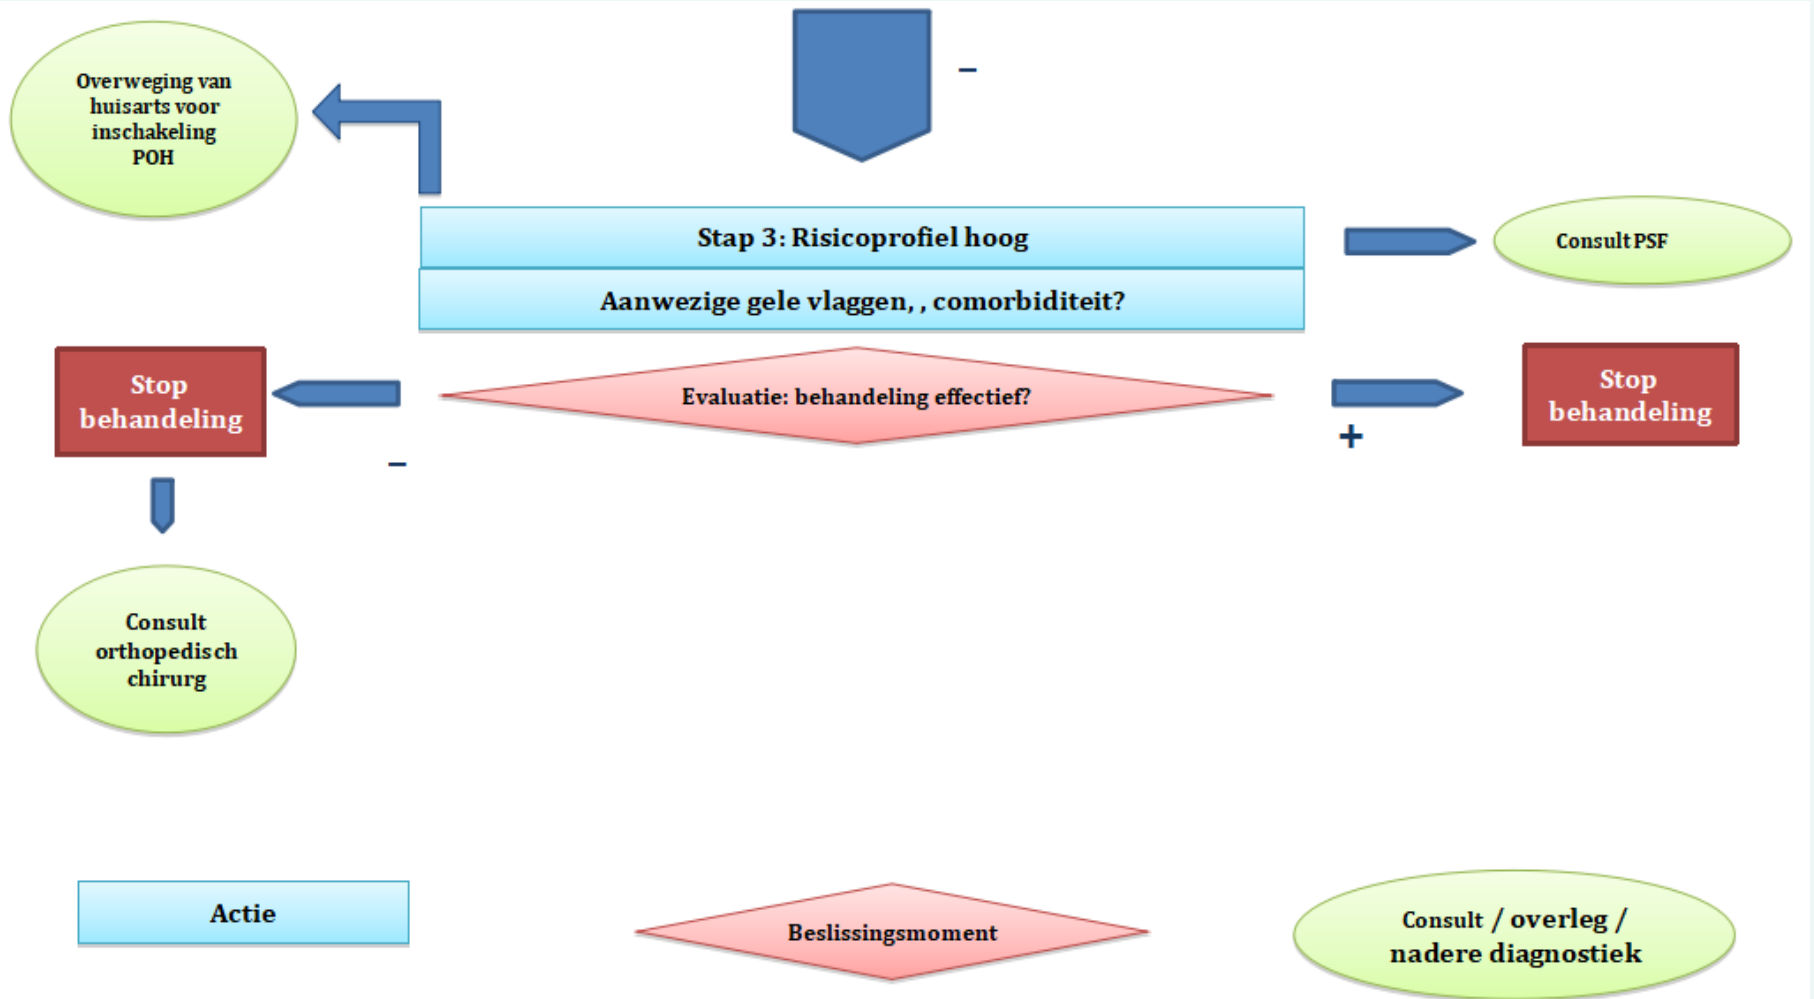 Overweging van
huisarts voor
inschakeling
POH
–
Stap 3: Risicoprofiel hoog
Consult PSF
Aanwezige gele vlaggen, , comorbiditeit?
Stop
behandeling
Evaluatie: behandeling effectief?
Stop
behandeling
–
+
Consult
orthopedisch
chirurg
Actie
Beslissingsmoment
Consult / overleg /
nadere diagnostiek